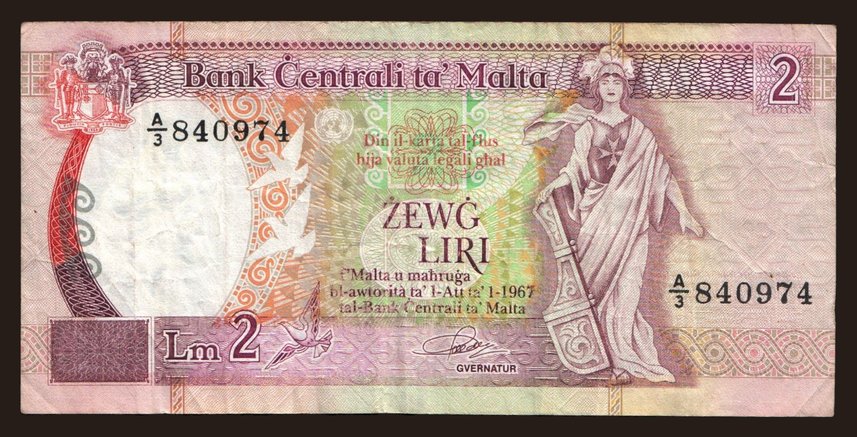 Bank Ċentrali ta' Malta
2
A/3 840974
Din il-karta tal-flus
hija valuta legali għal
ŻEWĠ
LIRI
f'Malta u maħruġa
bl-awtorità ta' l-Att ta' l-1967
tal-Bank Ċentrali ta' Malta
A/3 840974
Lm 2
GVERNATUR